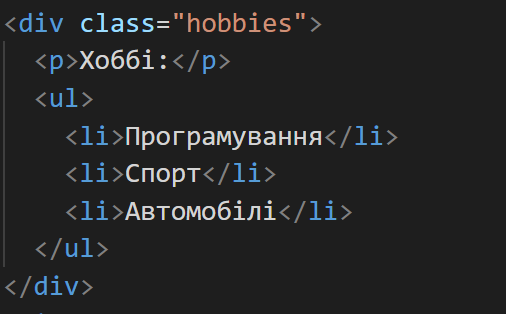 <div class="hobbies">
<p>Хоббі:</p>
<ul>
<li>Програмування</li>
<li>Спорт</li>
<li>Автомобілі</li>
</ul>
</div>